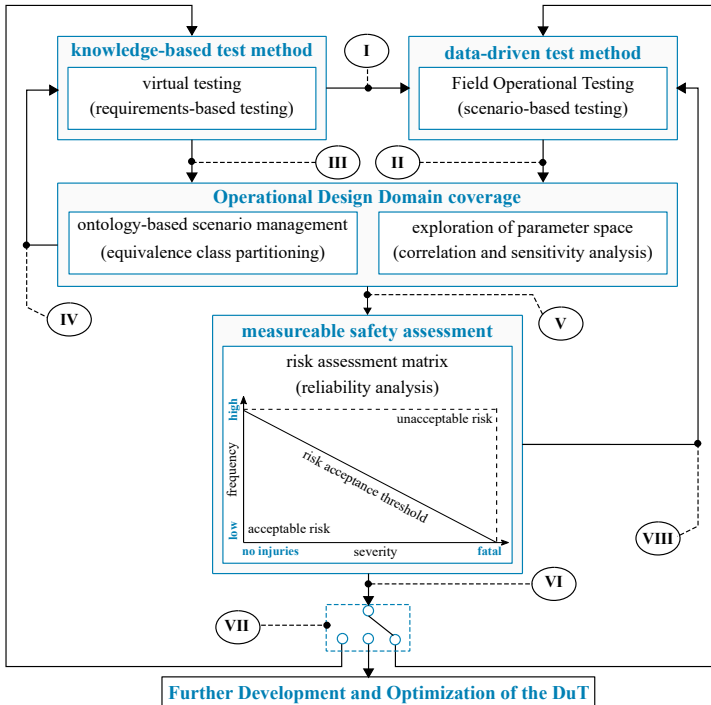 knowledge-based test method
I
data-driven test method
virtual testing
(requirements-based testing)
Field Operational Testing
(scenario-based testing)
III
II
Operational Design Domain coverage
ontology-based scenario management
(equivalence class partitioning)
exploration of parameter space
(correlation and sensitivity analysis)
IV
V
measureable safety assessment
risk assessment matrix
(reliability analysis)
high
unacceptable risk
frequency
risk acceptance threshold
low
acceptable risk
no injuries
severity
fatal
VIII
VI
VII
Further Development and Optimization of the DuT